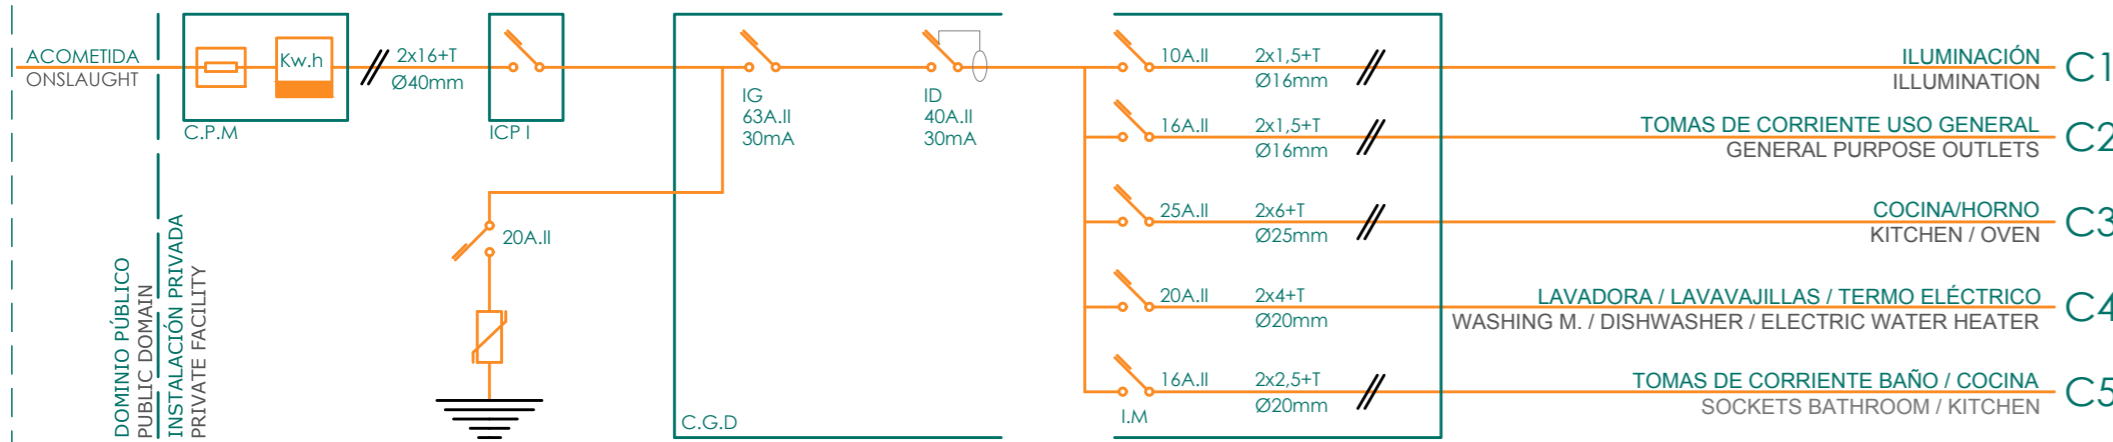 ACOMETIDA
ONSLAUGHT
Kw.h
C.P.M
2x16+T
Ø40mm
ICP I
IG
63A.II
30mA
ID
40A.II
30mA
20A.II
C.G.D
DOMINIO PÚBLICO
PUBLIC DOMAIN
INSTALACIÓN PRIVADA
PRIVATE FACILITY
10A.II
2x1,5+T
Ø16mm
ILUMINACIÓN
ILLUMINATION
C1
16A.II
2x1,5+T
Ø16mm
TOMAS DE CORRIENTE USO GENERAL
GENERAL PURPOSE OUTLETS
C2
25A.II
2x6+T
Ø25mm
COCINA/HORNO
KITCHEN / OVEN
C3
20A.II
2x4+T
Ø20mm
LAVADORA / LAVAVAJILLAS / TERMO ELÉCTRICO
WASHING M. / DISHWASHER / ELECTRIC WATER HEATER
C4
16A.II
2x2,5+T
Ø20mm
I.M
TOMAS DE CORRIENTE BAÑO / COCINA
SOCKETS BATHROOM / KITCHEN
C5